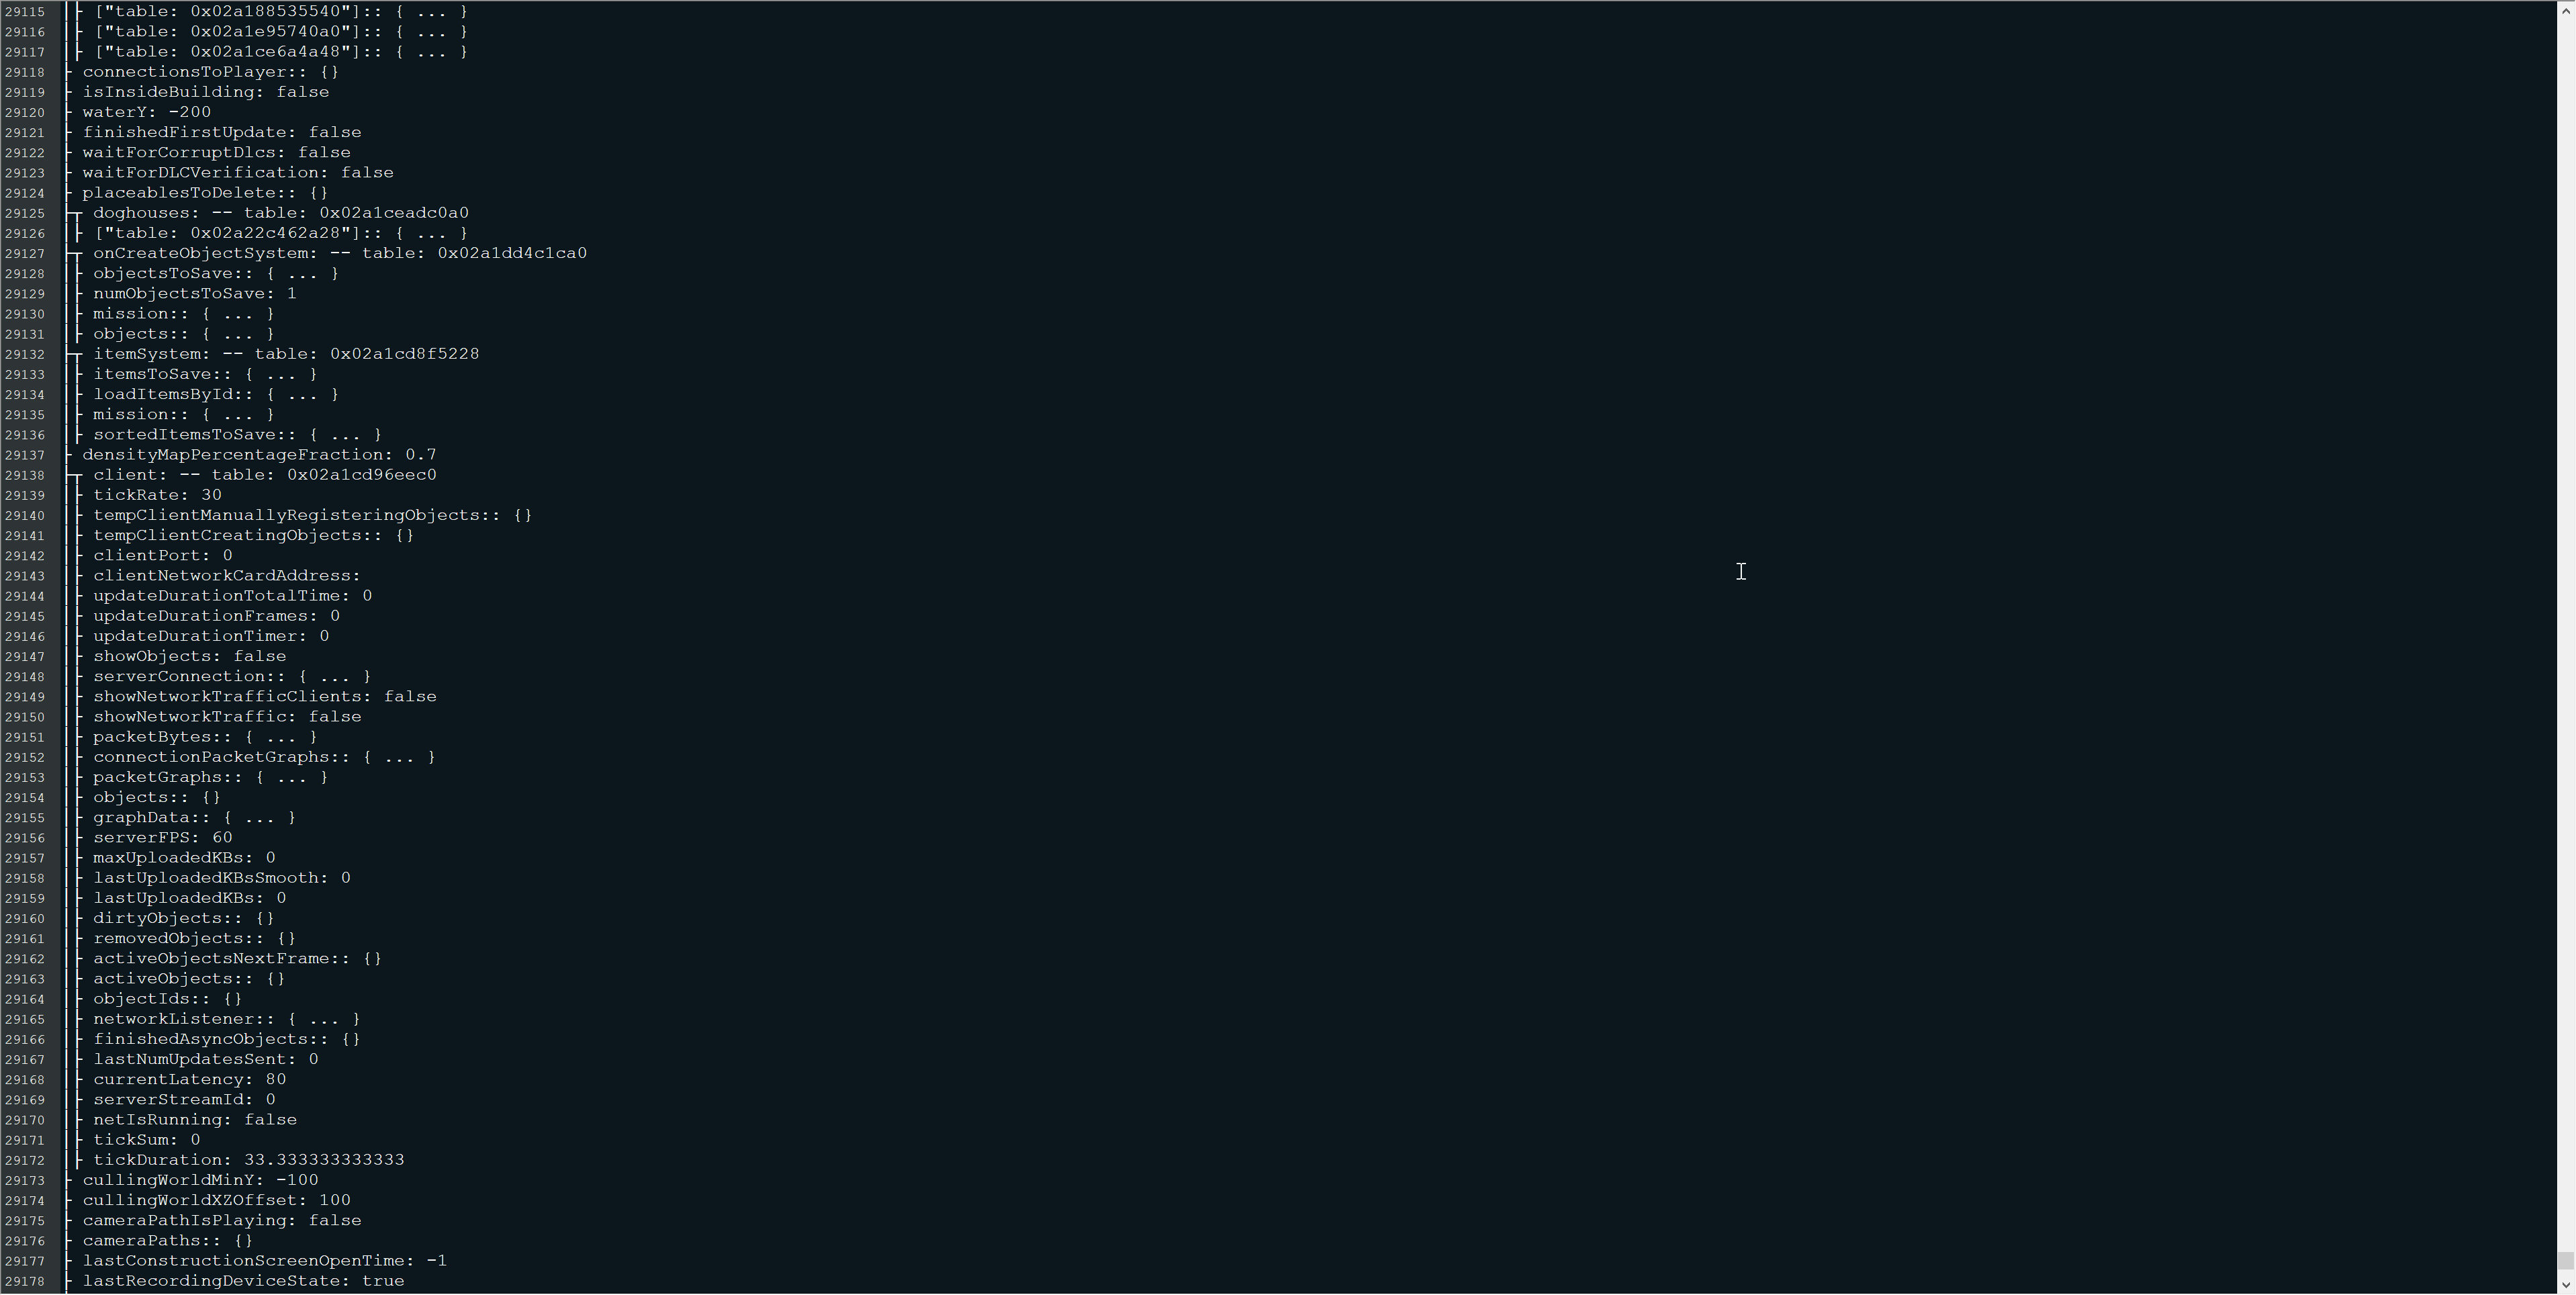 29115 ├ ["table: 0x02a188535540"]:: { ... }
29116 ├ ["table: 0x02a1e95740a0"]:: { ... }
29117 ├ ["table: 0x02a1ce6a4a48"]:: { ... }
29118 ├ connectionsToPlayer:: {}
29119 ├ isInsideBuilding: false
29120 ├ waterY: -200
29121 ├ finishedFirstUpdate: false
29122 ├ waitForCorruptDlcs: false
29123 ├ waitForDLCVerification: false
29124 ├ placeablesToDelete:: {}
29125 ├┬ doghouses: -- table: 0x02a1ceadc0a0
29126 │├ ["table: 0x02a22c462a28"]:: { ... }
29127 ├┬ onCreateObjectSystem: -- table: 0x02a1dd4c1ca0
29128 │├ objectsToSave:: { ... }
29129 │├ numObjectsToSave: 1
29130 │├ mission:: { ... }
29131 │├ objects:: { ... }
29132 ├┬ itemSystem: -- table: 0x02a1cd8f5228
29133 │├ itemsToSave:: { ... }
29134 │├ loadItemsById:: { ... }
29135 │├ mission:: { ... }
29136 │├ sortedItemsToSave:: { ... }
29137 ├ densityMapPercentageFraction: 0.7
29138 ├┬ client: -- table: 0x02a1cd96eec0
29139 │├ tickRate: 30
29140 │├ tempClientManuallyRegisteringObjects:: {}
29141 │├ tempClientCreatingObjects:: {}
29142 │├ clientPort: 0
29143 │├ clientNetworkCardAddress:
29144 │├ updateDurationTotalTime: 0
29145 │├ updateDurationFrames: 0
29146 │├ updateDurationTimer: 0
29147 │├ showObjects: false
29148 │├ serverConnection:: { ... }
29149 │├ showNetworkTrafficClients: false
29150 │├ showNetworkTraffic: false
29151 │├ packetBytes:: { ... }
29152 │├ connectionPacketGraphs:: { ... }
29153 │├ packetGraphs:: { ... }
29154 │├ objects:: {}
29155 │├ graphData:: { ... }
29156 │├ serverFPS: 60
29157 │├ maxUploadedKBs: 0
29158 │├ lastUploadedKBsSmooth: 0
29159 │├ lastUploadedKBs: 0
29160 │├ dirtyObjects:: {}
29161 │├ removedObjects:: {}
29162 │├ activeObjectsNextFrame:: {}
29163 │├ activeObjects:: {}
29164 │├ objectIds:: {}
29165 │├ networkListener:: { ... }
29166 │├ finishedAsyncObjects:: {}
29167 │├ lastNumUpdatesSent: 0
29168 │├ currentLatency: 80
29169 │├ serverStreamId: 0
29170 │├ netIsRunning: false
29171 │├ tickSum: 0
29172 │├ tickDuration: 33.333333333333
29173 ├ cullingWorldMinY: -100
29174 ├ cullingWorldXZOffset: 100
29175 ├ cameraPathIsPlaying: false
29176 ├ cameraPaths:: {}
29177 ├ lastConstructionScreenOpenTime: -1
29178 ├ lastRecordingDeviceState: true